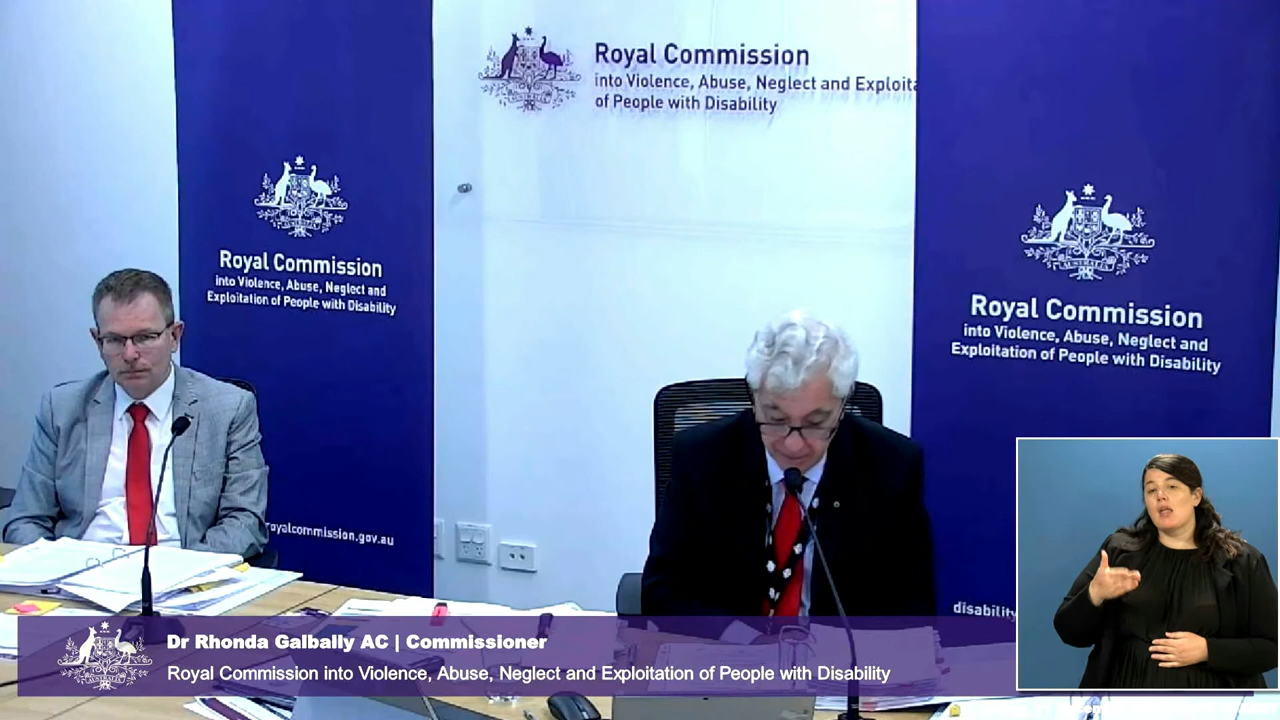 Royal Commission
into Violence, Abuse, Neglect and Exploita
of People with Disability
Royal Commission
into Violence, Abuse, Neglect and
Exploitation of People with Disability
royalcommission.gov.au
Royal Commission
into Violence, Abuse, Neglect and
Exploitation of People with Disability
disability
Dr Rhonda Galbally AC | Commissioner
Royal Commission into Violence, Abuse, Neglect and Exploitation of People with Disability